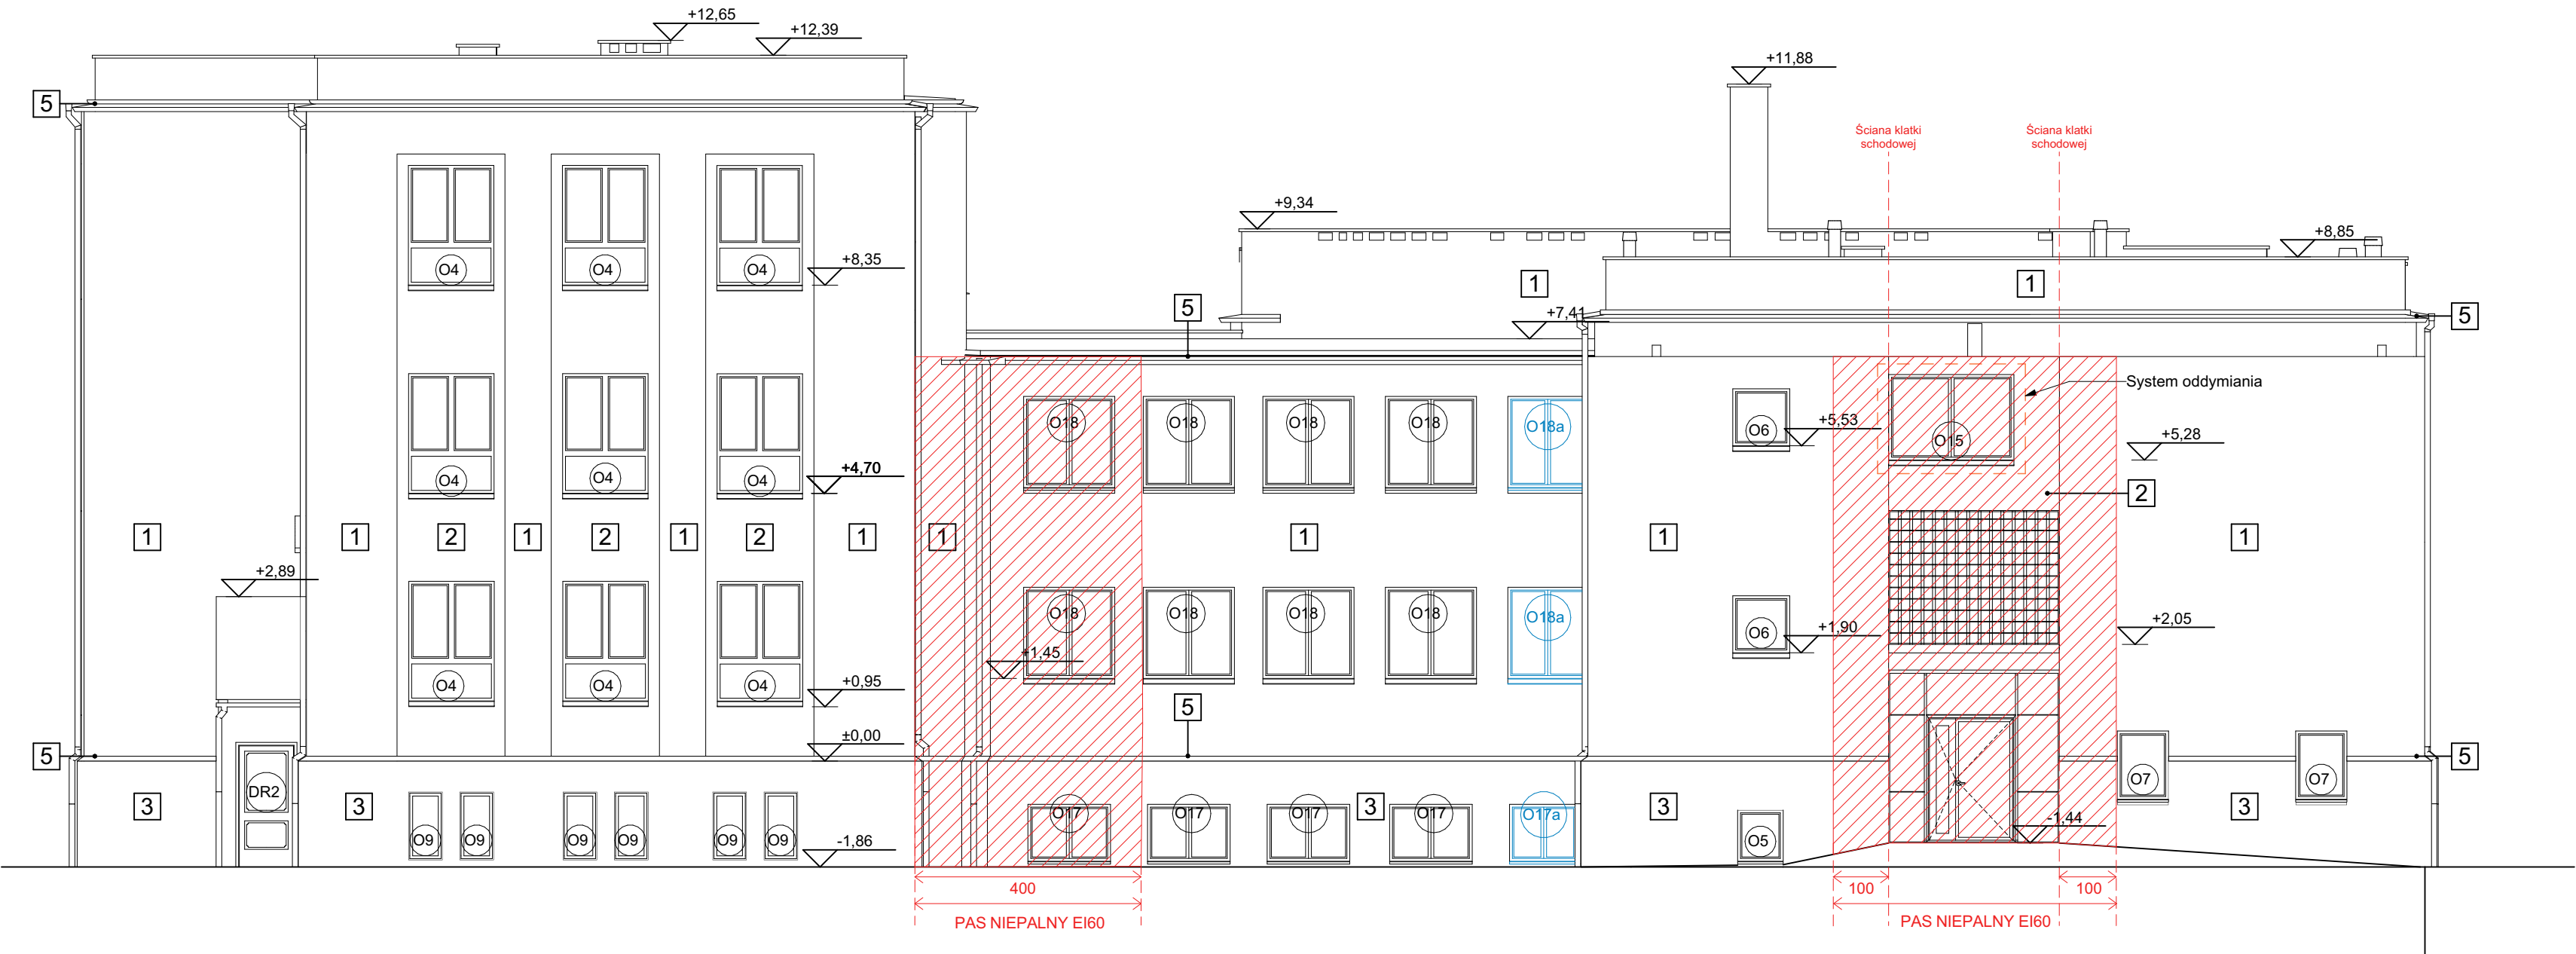 +12,65
+12,39
+11,88
5
Ściana klatki
schodowej
Ściana klatki
schodowej
+9,34
+8,85
O4 O4 O4
+8,35
1
1
5
+7,41
5
System oddymiania
O18 O18 O18 O18 O18a
O6
+5,53
O15
+5,28
O4 O4 O4
+4,70
2
1 1 2 1 2 1 2 1 1 1 1 1
+2,89
O18 O18 O18 O18 O18a
O6
+1,90
+2,05
+1,45
O4 O4 O4
+0,95
5
±0,00
5
5
DR2
O7 O7
3 3 3 3 3
O17 O17 O17 O17 O17a
-1,44
O9 O9 O9 O9 O9 O9
-1,86
O5
400
100
100
PAS NIEPALNY EI60
PAS NIEPALNY EI60